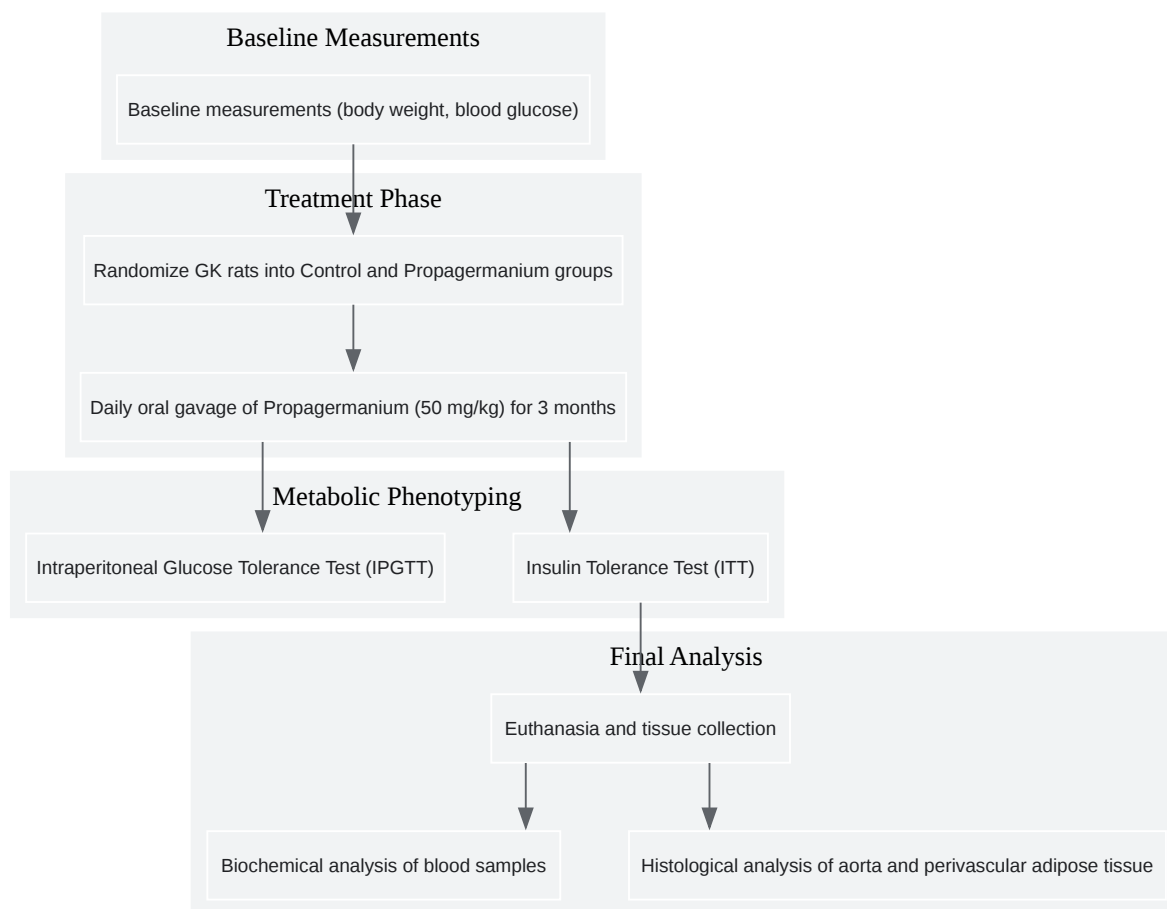 Baseline Measurements
Baseline measurements (body weight, blood glucose)
Treatment Phase
Randomize GK rats into Control and Propagermanium groups
Daily oral gavage of Propagermanium (50 mg/kg) for 3 months
Metabolic Phenotyping
Intraperitoneal Glucose Tolerance Test (IPGTT)
Insulin Tolerance Test (ITT)
Final Analysis
Euthanasia and tissue collection
Biochemical analysis of blood samples
Histological analysis of aorta and perivascular adipose tissue